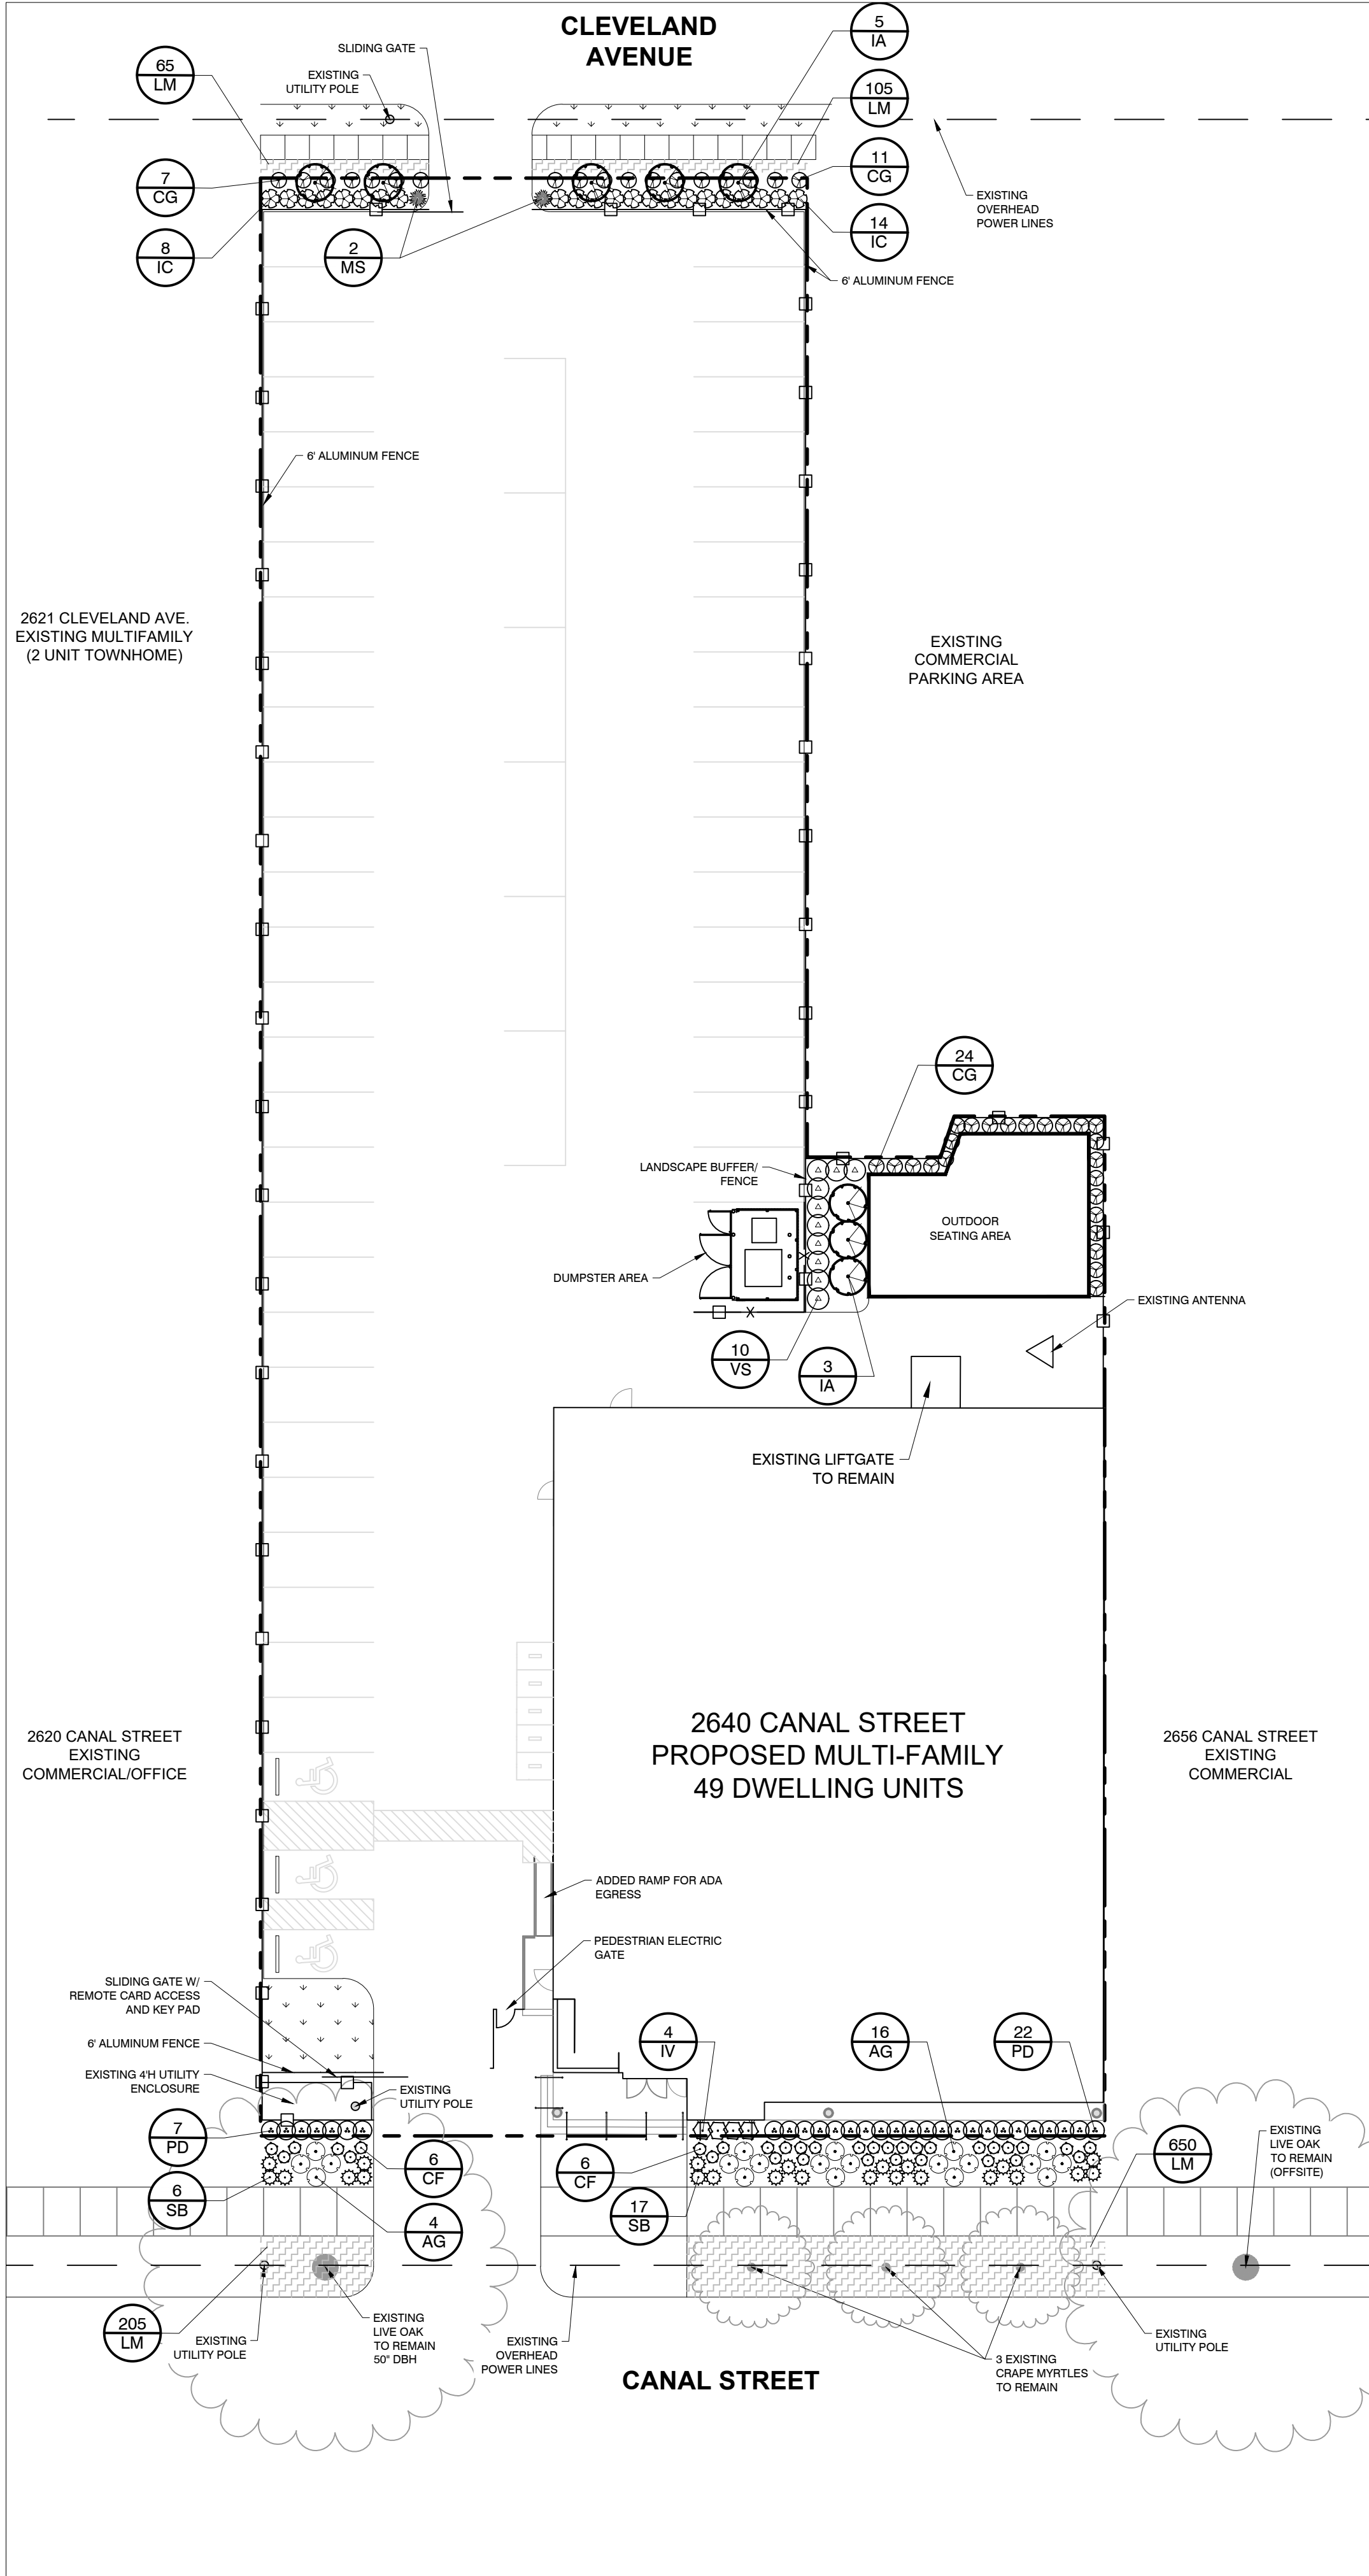 CLEVELAND
AVENUE
5
IA
SLIDING GATE
65
LM
EXISTING
UTILITY POLE
105
LM
11
CG
7
CG
EXISTING
OVERHEAD
POWER LINES
14
IC
8
IC
2
MS
6' ALUMINUM FENCE
6' ALUMINUM FENCE
2621 CLEVELAND AVE.
EXISTING MULTIFAMILY
(2 UNIT TOWNHOME)
EXISTING
COMMERCIAL
PARKING AREA
24
CG
LANDSCAPE BUFFER/
FENCE
OUTDOOR
SEATING AREA
DUMPSTER AREA
EXISTING ANTENNA
X
10
VS
3
IA
EXISTING LIFTGATE
TO REMAIN
2640 CANAL STREET
PROPOSED MULTI-FAMILY
49 DWELLING UNITS
2620 CANAL STREET
EXISTING
COMMERCIAL/OFFICE
2656 CANAL STREET
EXISTING
COMMERCIAL
ADDED RAMP FOR ADA
EGRESS
PEDESTRIAN ELECTRIC
GATE
SLIDING GATE W/
REMOTE CARD ACCESS
AND KEY PAD
4
IV
16
AG
22
PD
6' ALUMINUM FENCE
EXISTING 4'H UTILITY
ENCLOSURE
EXISTING
UTILITY POLE
7
PD
6
CF
6
CF
650
LM
EXISTING
LIVE OAK
TO REMAIN
(OFFSITE)
6
SB
17
SB
4
AG
205
LM
EXISTING
UTILITY POLE
EXISTING
LIVE OAK
TO REMAIN
50" DBH
EXISTING
OVERHEAD
POWER LINES
3 EXISTING
CRAPE MYRTLES
TO REMAIN
EXISTING
UTILITY POLE
CANAL STREET